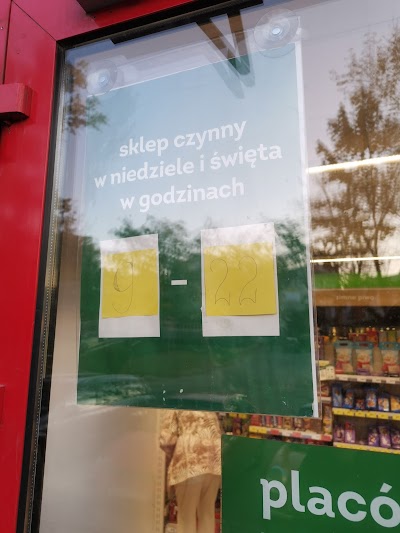 sklep czynny
w niedziele i święta
w godzinach
9 - 22
placó